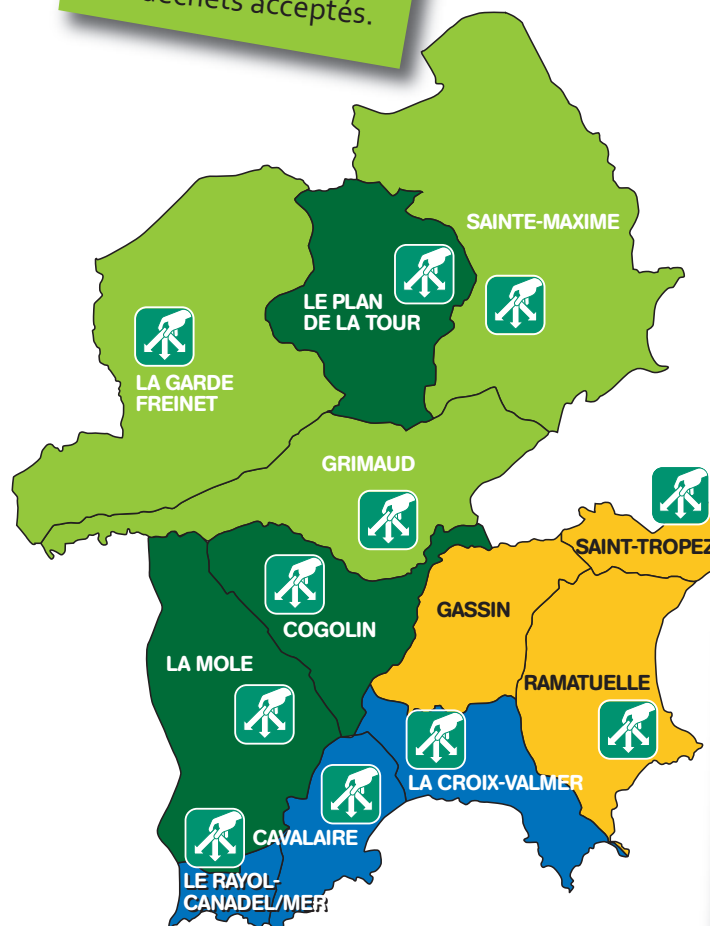 déchets acceptés.
SAINTE-MAXIME
LE PLAN
DE LA TOUR
LA GARDE
FREINET
GRIMAUD
SAINT-TROPEZ
COGOLIN
GASSIN
LA MOLE
RAMATUELLE
LA CROIX-VALMER
CAVALAIRE
LE RAYOL-
CANADEL/MER